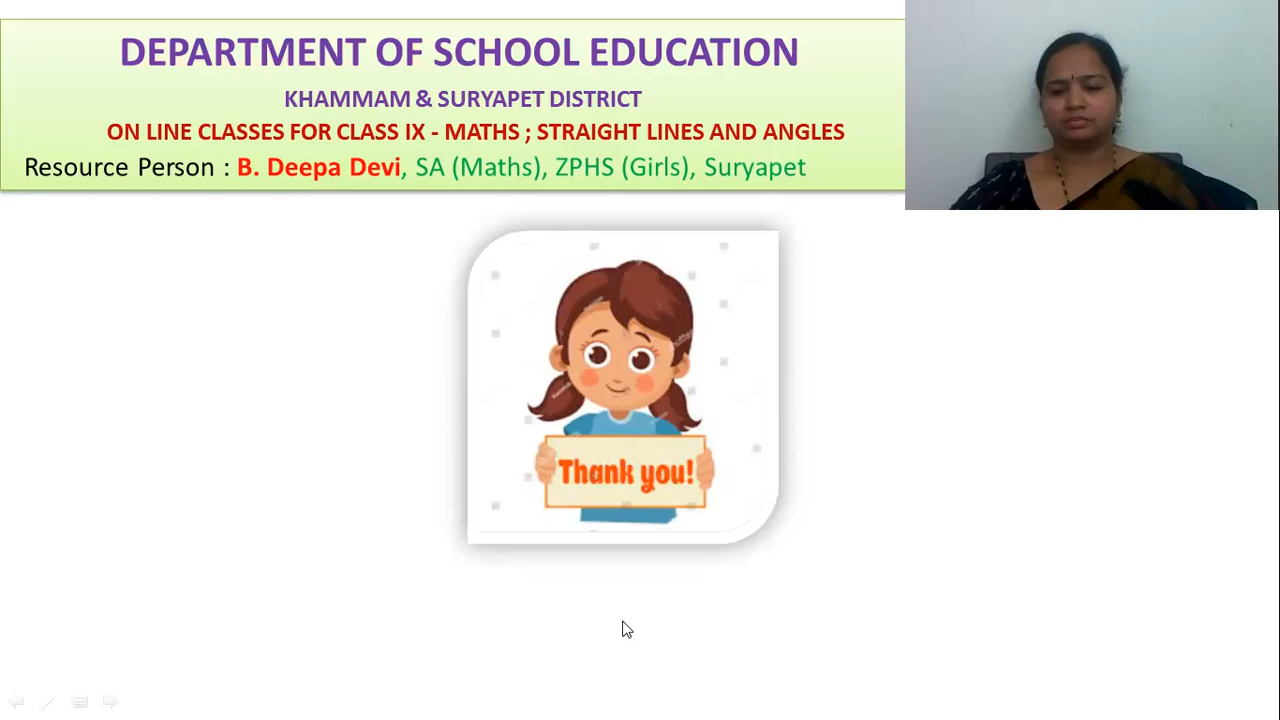 DEPARTMENT OF SCHOOL EDUCATION
KHAMMAM & SURYAPET DISTRICT
ON LINE CLASSES FOR CLASS IX - MATHS ; STRAIGHT LINES AND ANGLES
Resource Person : B. Deepa Devi, SA (Maths), ZPHS (Girls), Suryapet
Thank you!